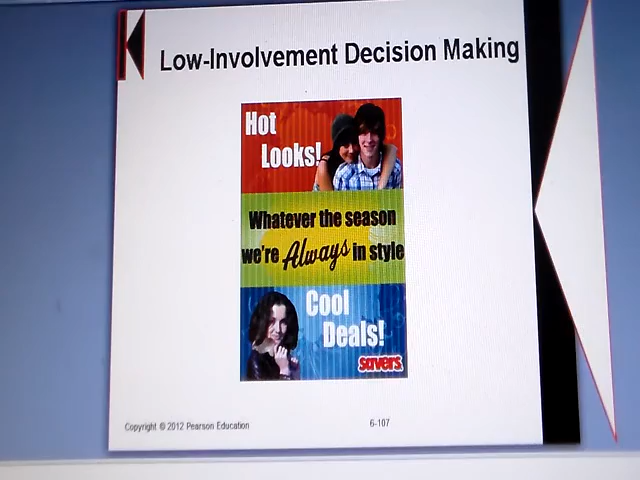 Low-Involvement Decision Making
Hot
Looks!
Whatever the season
we're Always in style
Cool
Deals!
savers
Copyright © 2012 Pearson Education
6-107